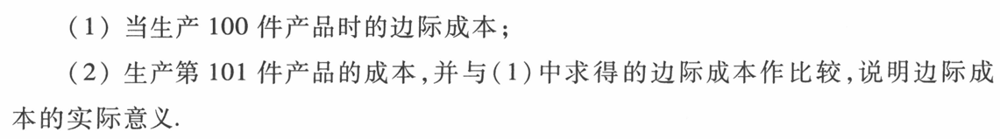 (1) 当生产 100 件产品时的边际成本;
(2) 生产第 101 件产品的成本,并与(1)中求得的边际成本作比较,说明边际成
本的实际意义.